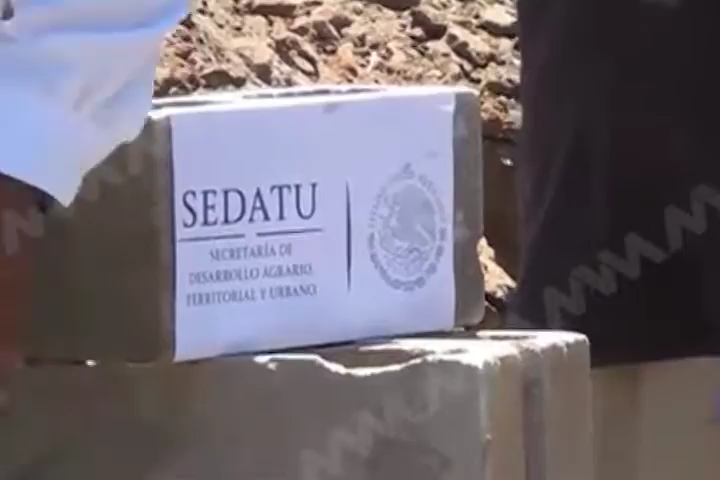 SEDATU
SECRETARÍA DE
DESARROLLO AGRARIO,
TERRITORIAL Y URBANO